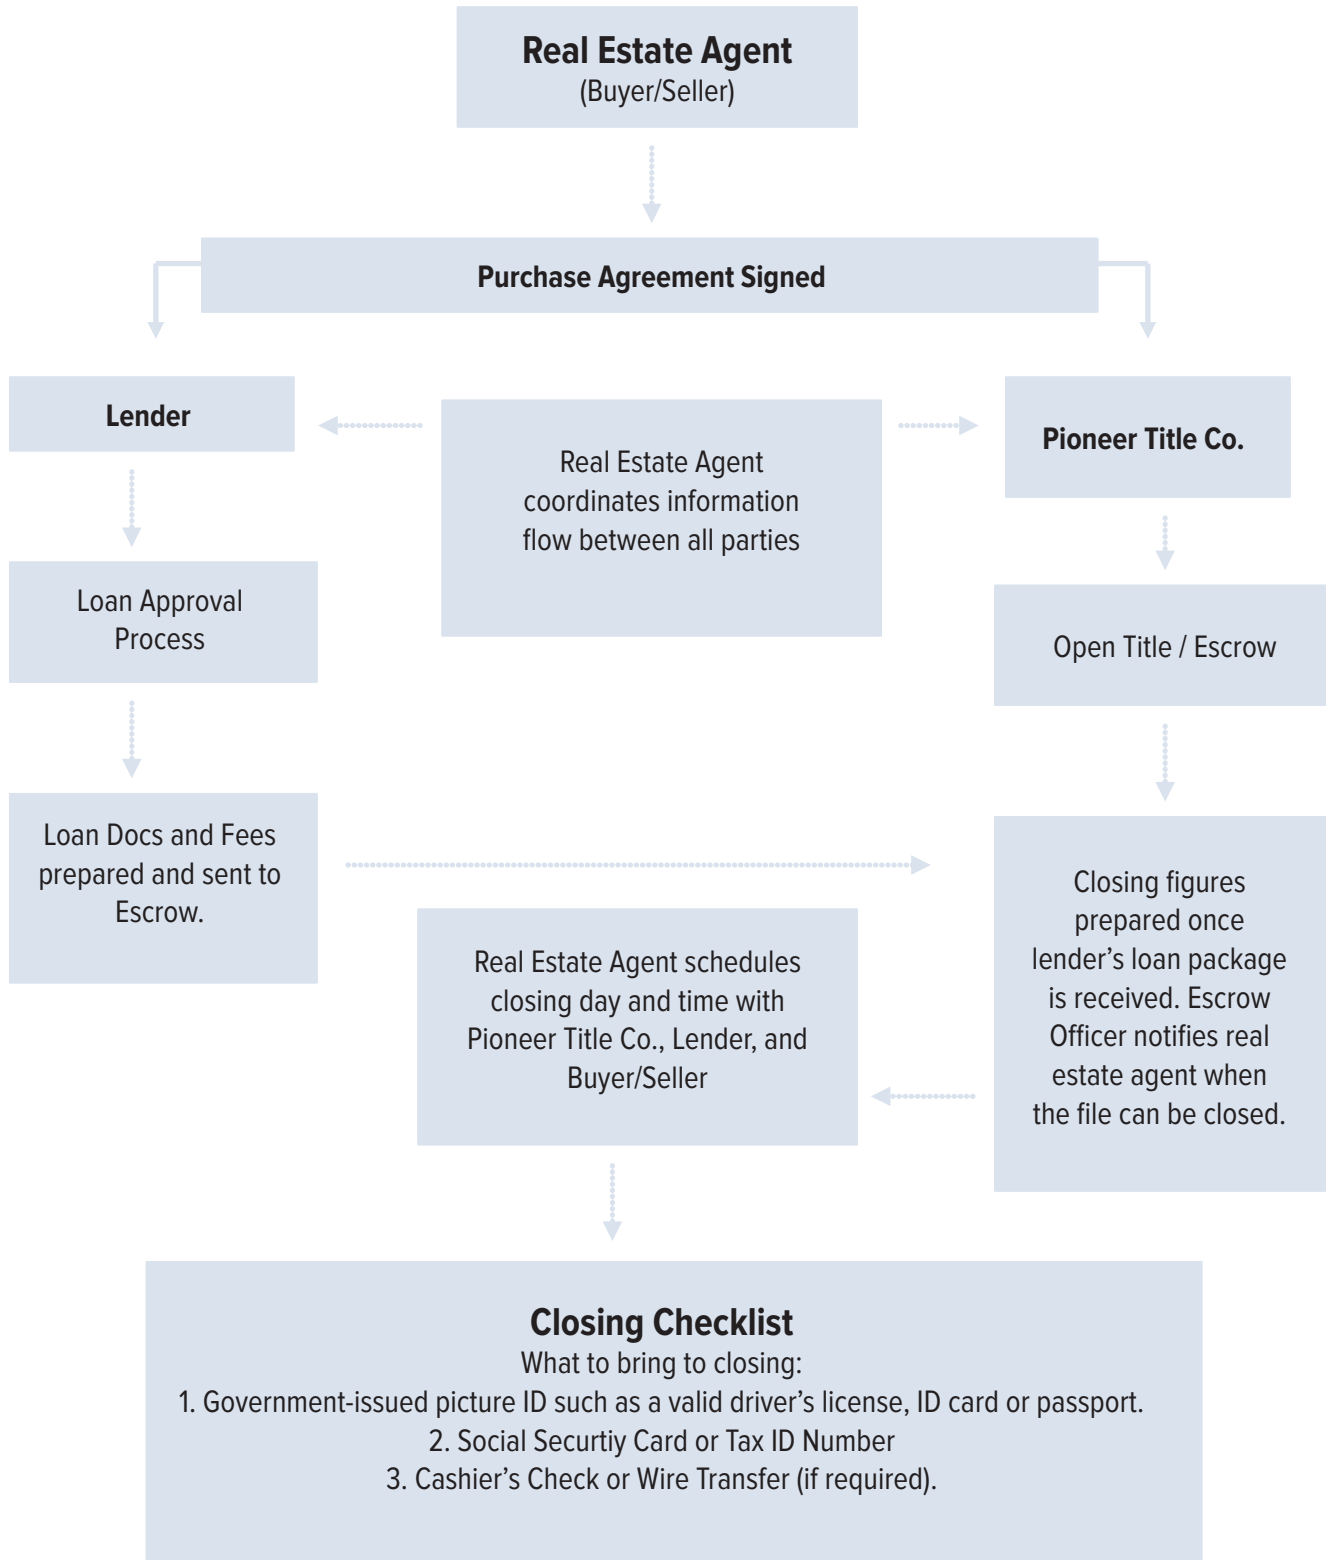 Real Estate Agent
(Buyer/Seller)
Purchase Agreement Signed
Lender
Real Estate Agent
coordinates information
flow between all parties
Pioneer Title Co.
Loan Approval
Process
Open Title / Escrow
Loan Docs and Fees
prepared and sent to
Escrow.
Closing figures
prepared once
lender’s loan package
is received. Escrow
Officer notifies real
estate agent when
the file can be closed.
Real Estate Agent schedules
closing day and time with
Pioneer Title Co., Lender, and
Buyer/Seller
Closing Checklist
What to bring to closing:
1. Government-issued picture ID such as a valid driver’s license, ID card or passport.
2. Social Securtiy Card or Tax ID Number
3. Cashier’s Check or Wire Transfer (if required).